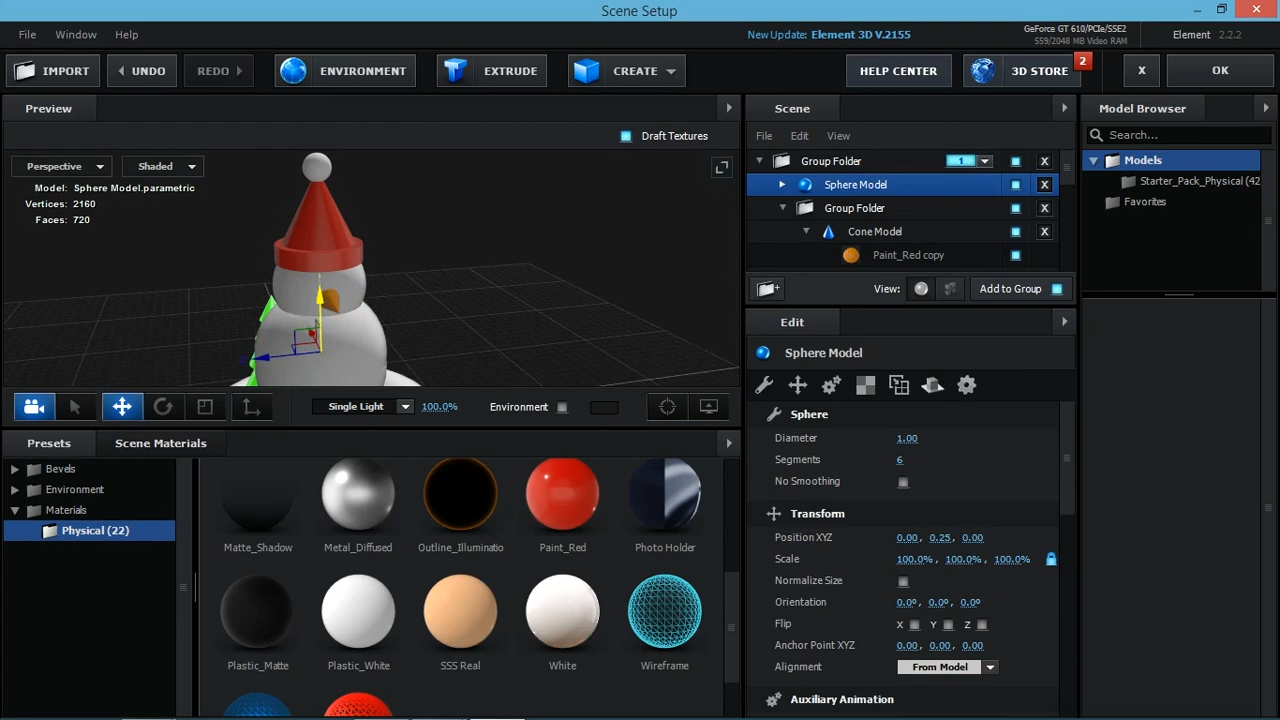 Scene Setup
File Window Help
New Update: Element 3D V.2155
GeForce GT 610/PCIe/SSE2
559/2048 MB Video RAM
Element 2.2.2
IMPORT
UNDO
REDO
ENVIRONMENT
EXTRUDE
CREATE
HELP CENTER
3D STORE
2
X
OK
Preview
Draft Textures
Perspective
Shaded
Model: Sphere Model.parametric
Vertices: 2160
Faces: 720
Single Light
100.0%
Environment
Scene
File Edit View
Group Folder
1
X
Sphere Model
X
Group Folder
X
Cone Model
X
Paint_Red copy
View:
Add to Group
Model Browser
Search...
Models
Starter_Pack_Physical (42
Favorites
Edit
Sphere Model
Sphere
Diameter 1.00
Segments 6
No Smoothing
Transform
Position XYZ 0.00, 0.25, 0.00
Scale 100.0%, 100.0%, 100.0%
Normalize Size
Orientation 0.0º, 0.0º, 0.0º
Flip X Y Z
Anchor Point XYZ 0.00, 0.00, 0.00
Alignment From Model
Auxiliary Animation
Presets
Scene Materials
Bevels
Environment
Materials
Physical (22)
Matte_Shadow
Metal_Diffused
Outline_Illuminatio
Paint_Red
Photo Holder
Plastic_Matte
Plastic_White
SSS Real
White
Wireframe